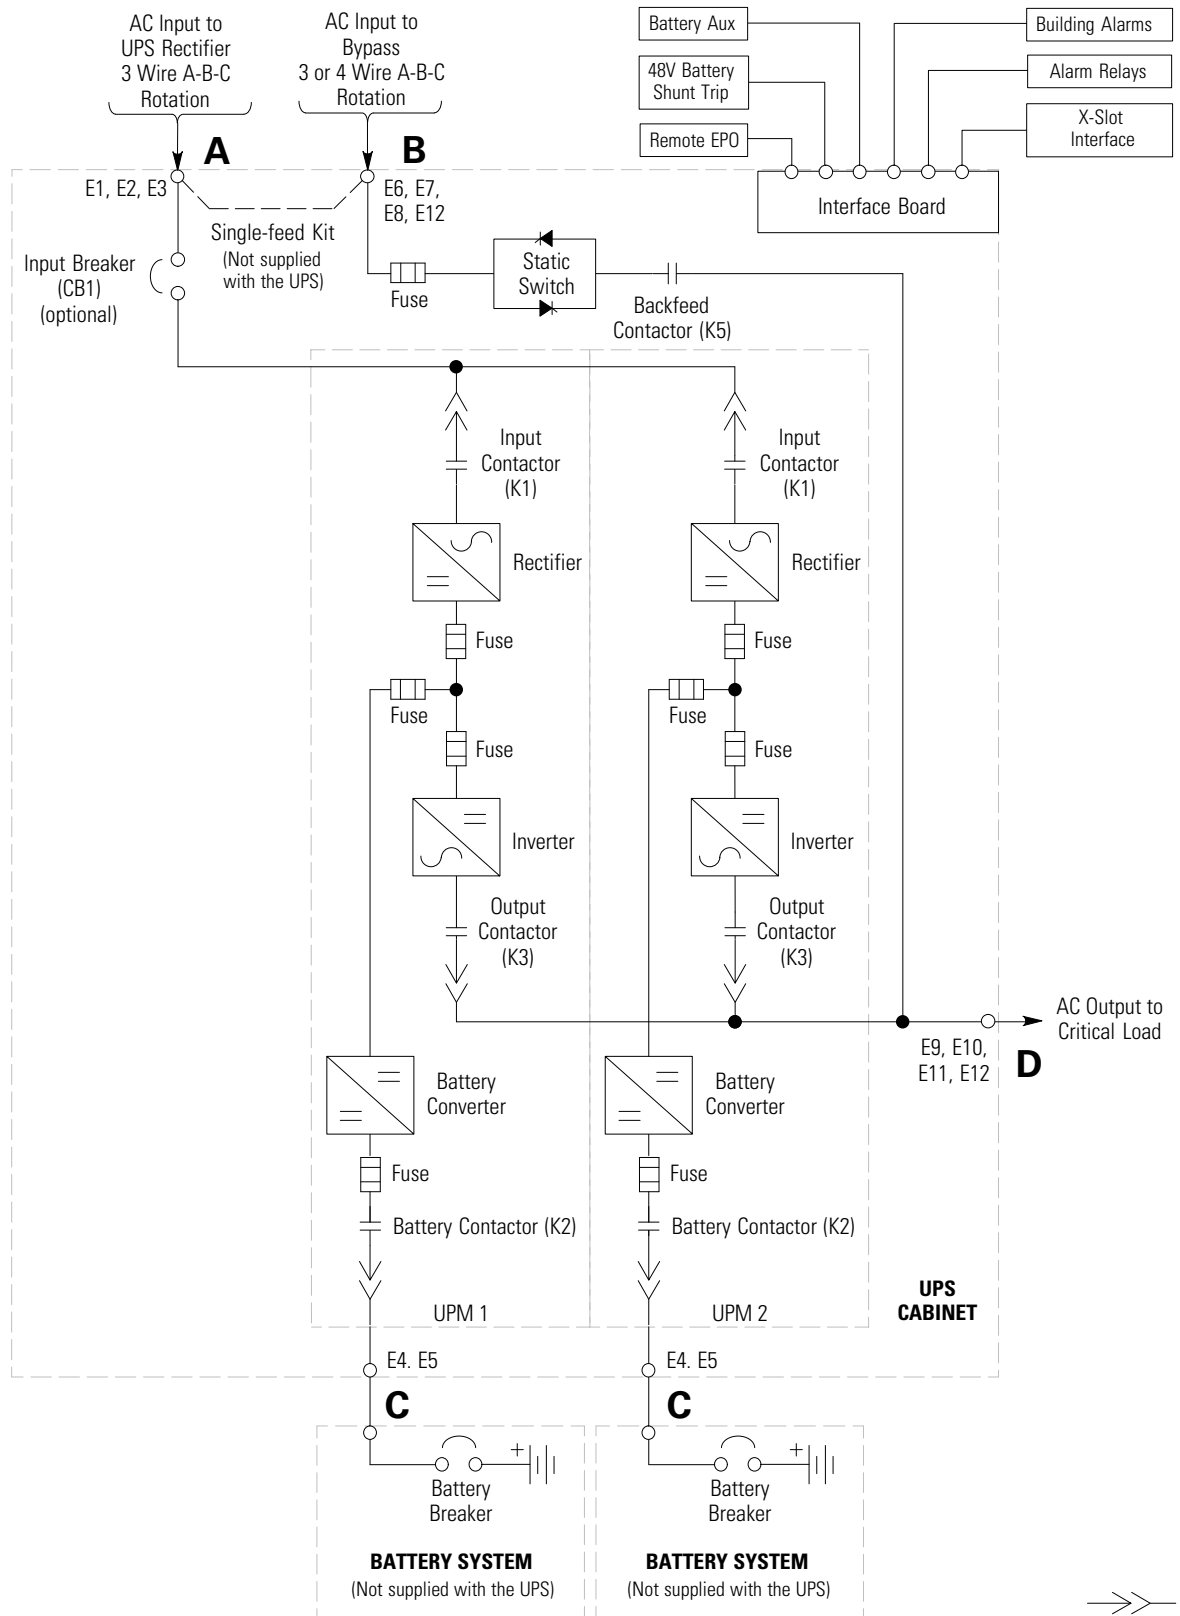 AC Input to
UPS Rectifier
3 Wire A-B-C
Rotation
AC Input to
Bypass
3 or 4 Wire A-B-C
Rotation
A
B
Battery Aux
48V Battery
Shunt Trip
Remote EPO
Building Alarms
Alarm Relays
X-Slot
Interface
Interface Board
E1, E2, E3
E6, E7,
E8, E12
Single-feed Kit
(Not supplied
with the UPS)
Input Breaker
(CB1)
(optional)
Fuse
Static
Switch
Backfeed
Contactor (K5)
Input
Contactor
(K1)
Input
Contactor
(K1)
Rectifier
Rectifier
Fuse
Fuse
Fuse
Fuse
Fuse
Fuse
Inverter
Inverter
Output
Contactor
(K3)
Output
Contactor
(K3)
AC Output to
Critical Load
E9, E10,
E11, E12
D
Battery
Converter
Battery
Converter
Fuse
Fuse
Battery Contactor (K2)
Battery Contactor (K2)
UPM 1
UPM 2
UPS
CABINET
E4. E5
E4. E5
C
C
+
+
Battery
Breaker
Battery
Breaker
BATTERY SYSTEM
(Not supplied with the UPS)
BATTERY SYSTEM
(Not supplied with the UPS)